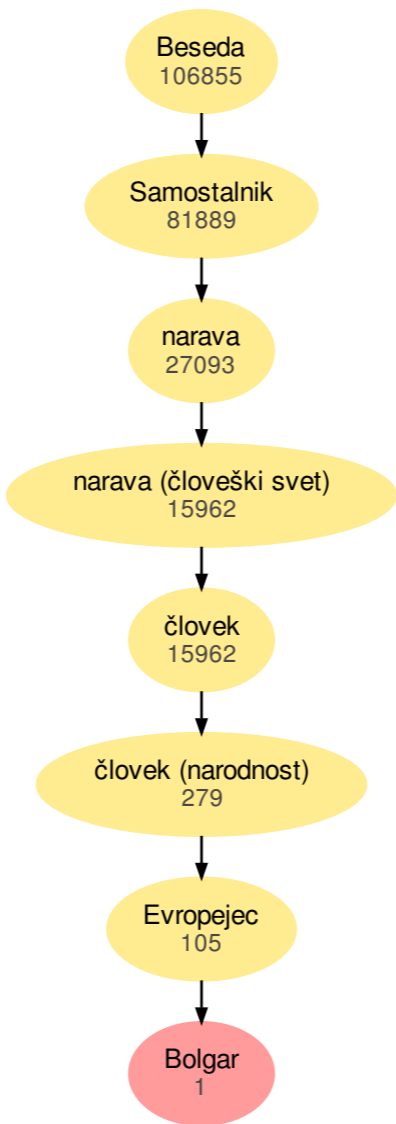 Beseda
106855
Samostalnik
81889
narava
27093
narava (človeški svet)
15962
človek
15962
človek (narodnost)
279
Evropejec
105
Bolgar
1